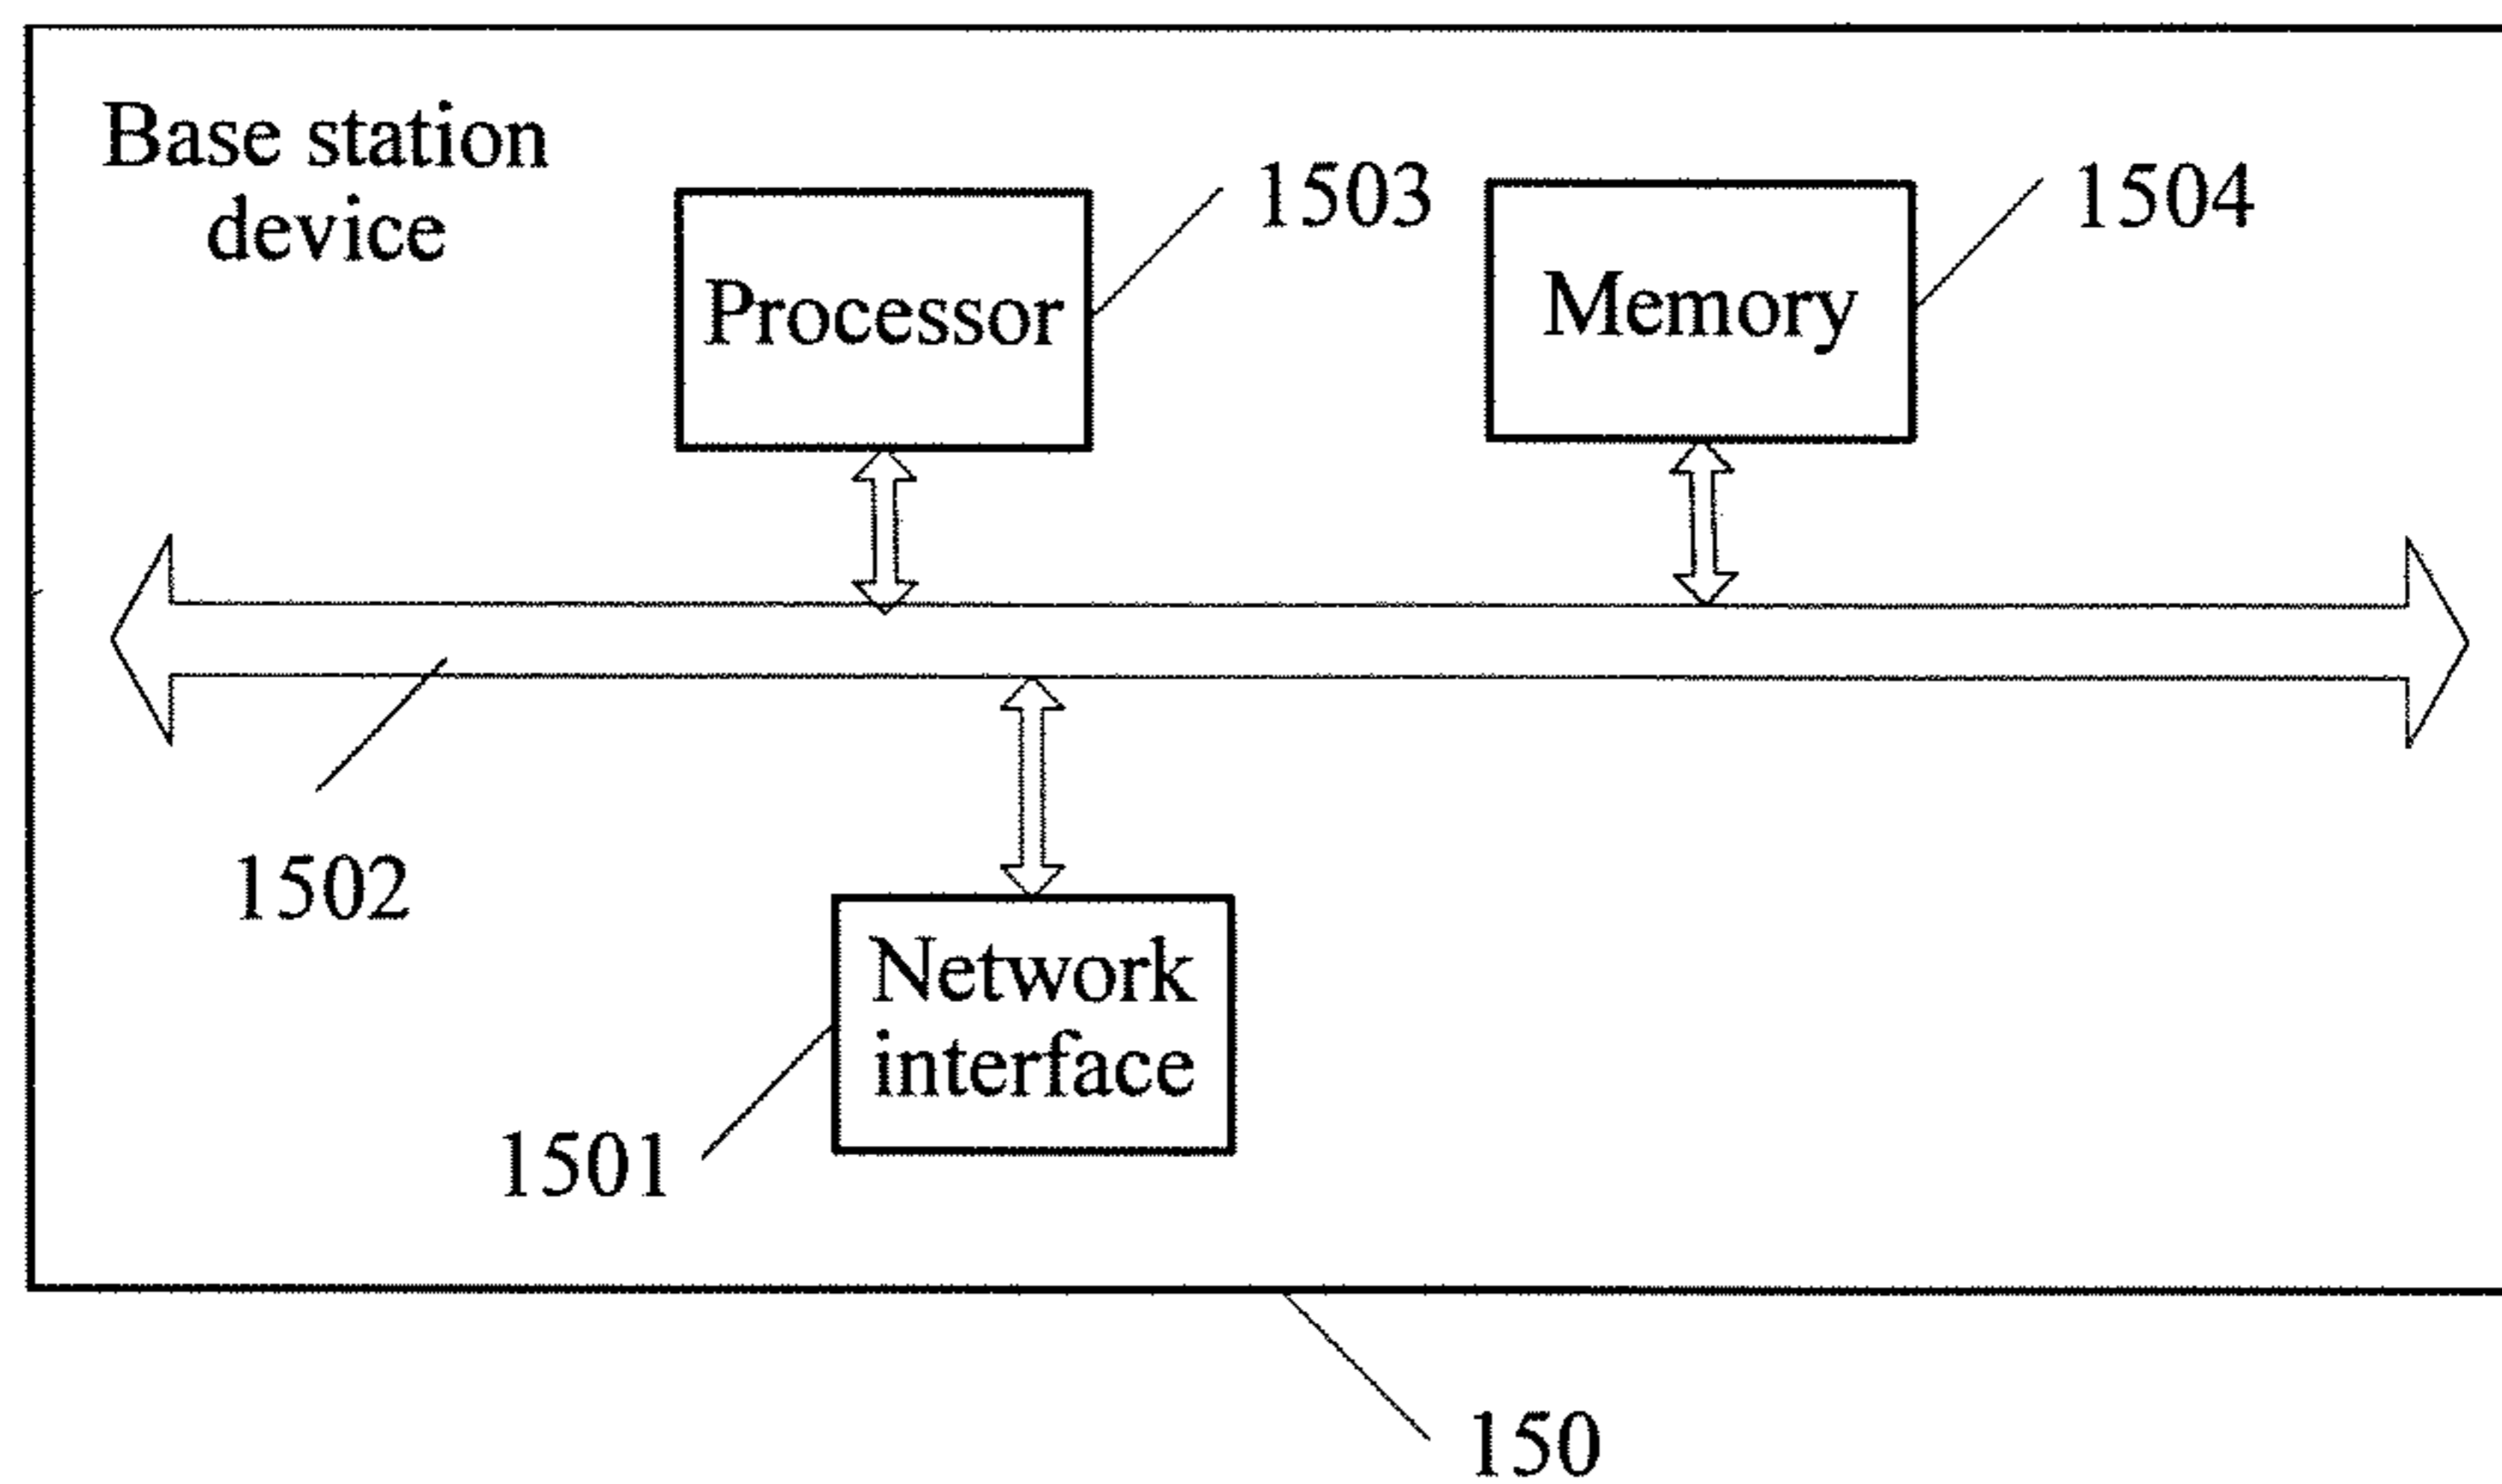 Base station
device
1503
1504
Processor
Memory
1502
Network
interface
1501
150